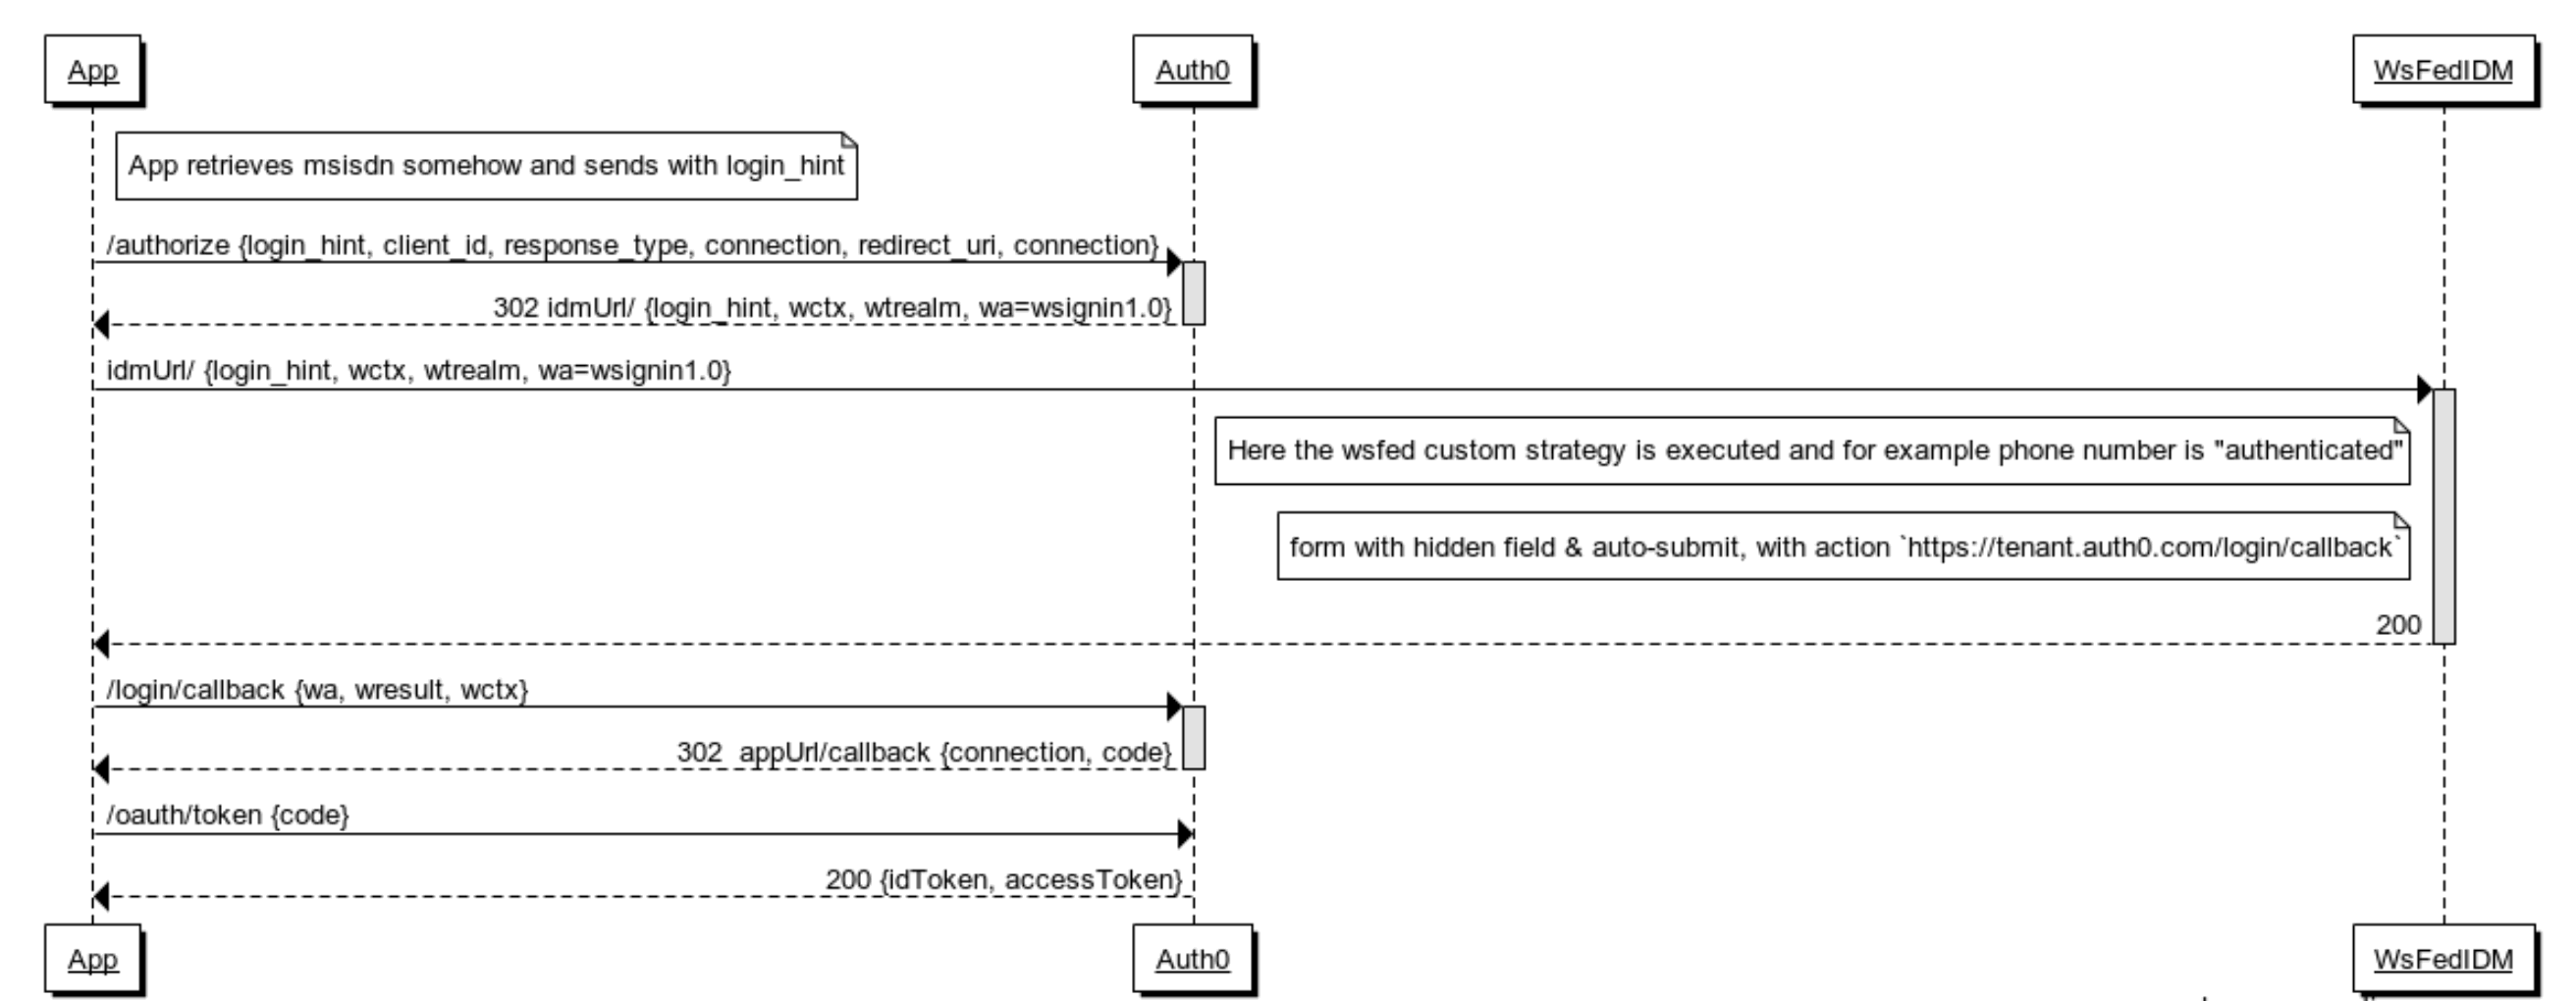 App
Auth0
WsFedIDM
App retrieves msisdn somehow and sends with login_hint
/authorize {login_hint, client_id, response_type, connection, redirect_uri, connection}
302 idmUrl/ {login_hint, wctx, wtrealm, wa=wsignin1.0}
idmUrl/ {login_hint, wctx, wtrealm, wa=wsignin1.0}
Here the wsfed custom strategy is executed and for example phone number is "authenticated"
form with hidden field & auto-submit, with action `https://tenant.auth0.com/login/callback`
200
/login/callback {wa, wresult, wctx}
302  appUrl/callback {connection, code}
/oauth/token {code}
200 {idToken, accessToken}
App
Auth0
WsFedIDM